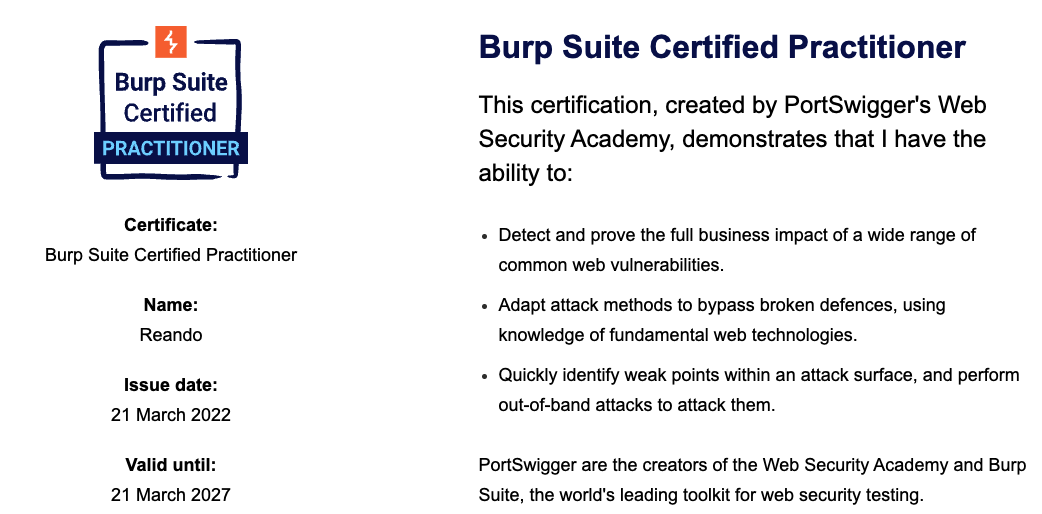 Burp Suite
Certified
PRACTITIONER
Certificate:
Burp Suite Certified Practitioner
Name:
Reando
Issue date:
21 March 2022
Valid until:
21 March 2027
Burp Suite Certified Practitioner
This certification, created by PortSwigger's Web
Security Academy, demonstrates that I have the
ability to:
• Detect and prove the full business impact of a wide range of
common web vulnerabilities.
• Adapt attack methods to bypass broken defences, using
knowledge of fundamental web technologies.
• Quickly identify weak points within an attack surface, and perform
out-of-band attacks to attack them.
PortSwigger are the creators of the Web Security Academy and Burp
Suite, the world's leading toolkit for web security testing.